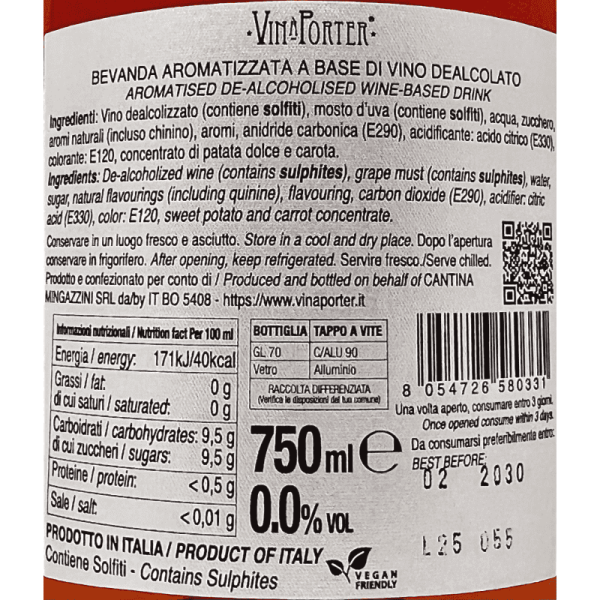 ·VINAPORTER·
BEVANDA AROMATIZZATA A BASE DI VINO DEALCOLATO
AROMATISED DE-ALCOHOLISED WINE-BASED DRINK
Ingredienti: Vino dealcolizzato (contiene solfiti), mosto d'uva (contiene solfiti), acqua, zucchero,
aromi naturali (incluso chinino), aromi, anidride carbonica (E290), acidificante: acido citrico (E330),
colorante: E120, concentrato di patata dolce e carota.
Ingredients: De-alcoholized wine (contains sulphites), grape must (contains sulphites), water,
sugar, natural flavourings (including quinine), flavouring, carbon dioxide (E290), acidifier: citric
acid (E330), color: E120, sweet potato and carrot concentrate.
Conservare in un luogo fresco e asciutto. Store in a cool and dry place. Dopo l'apertura
conservare in frigorifero. After opening, keep refrigerated. Servire fresco./Serve chilled.
Prodotto e confezionato per conto di / Produced and bottled on behalf of CANTINA
MINGAZZINI SRL da/by IT BO 5408 - https://www.vinaporter.it
Informazioni nutrizionali / Nutrition fact Per 100 ml
Energia / energy: 171kJ/40kcal
Grassi / fat: 0 g
di cui saturi / saturated: 0 g
Carboidrati / carbohydrates: 9,5 g
di cui zuccheri / sugars: 9,5 g
Proteine / protein: <0,5 g
Sale / salt: <0,01 g
BOTTIGLIA TAPPO A VITE
GL 70 C/ALU 90
Vetro Alluminio
RACCOLTA DIFFERENZIATA
(Verifica le disposizioni del tuo comune)
750 ml e
0.0% VOL
8 054726 580331
Una volta aperto, consumare entro 3 giorni.
Once opened consume within 3 days.
Da consumarsi preferibilmente entro:
BEST BEFORE:
02 2030
L25 055
PRODOTTO IN ITALIA / PRODUCT OF ITALY
Contiene Solfiti - Contains Sulphites
VEGAN
FRIENDLY